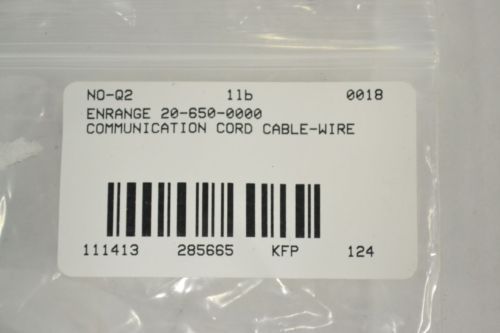 NO-Q2 11b 0018
ENRANGE 20-650-0000
COMMUNICATION CORD CABLE-WIRE
111413 285665 KFP 124